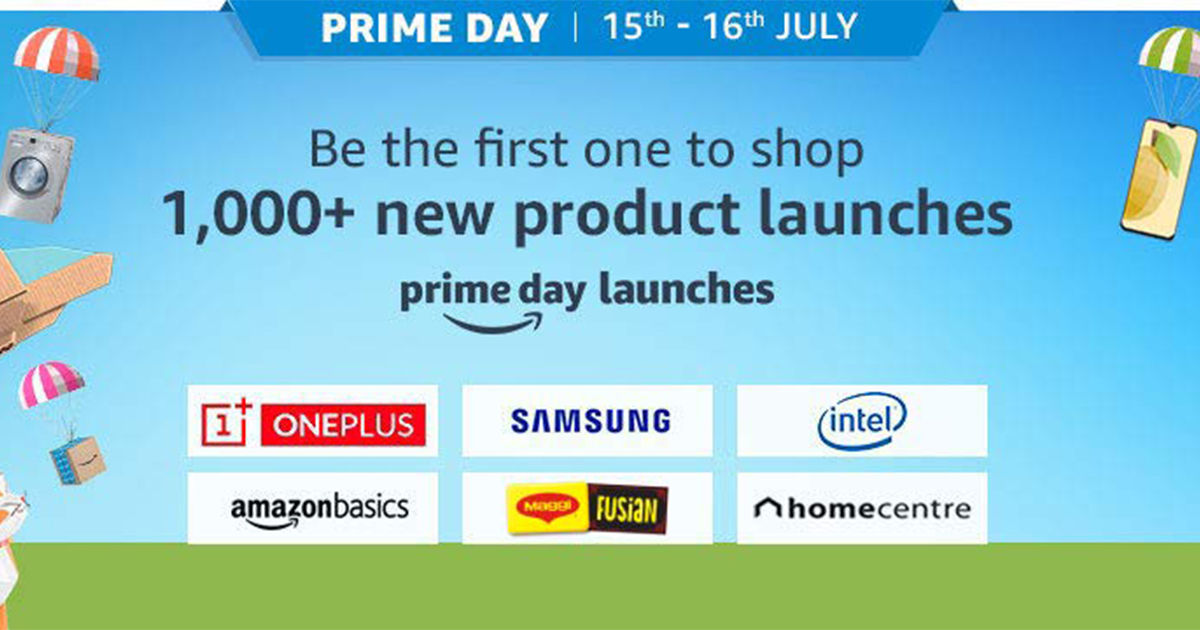 PRIME DAY | 15th - 16th JULY
Be the first one to shop
1,000+ new product launches
prime day launches
1+ ONEPLUS
SAMSUNG
intel
amazonbasics
Maggi FUSiAN
homecentre